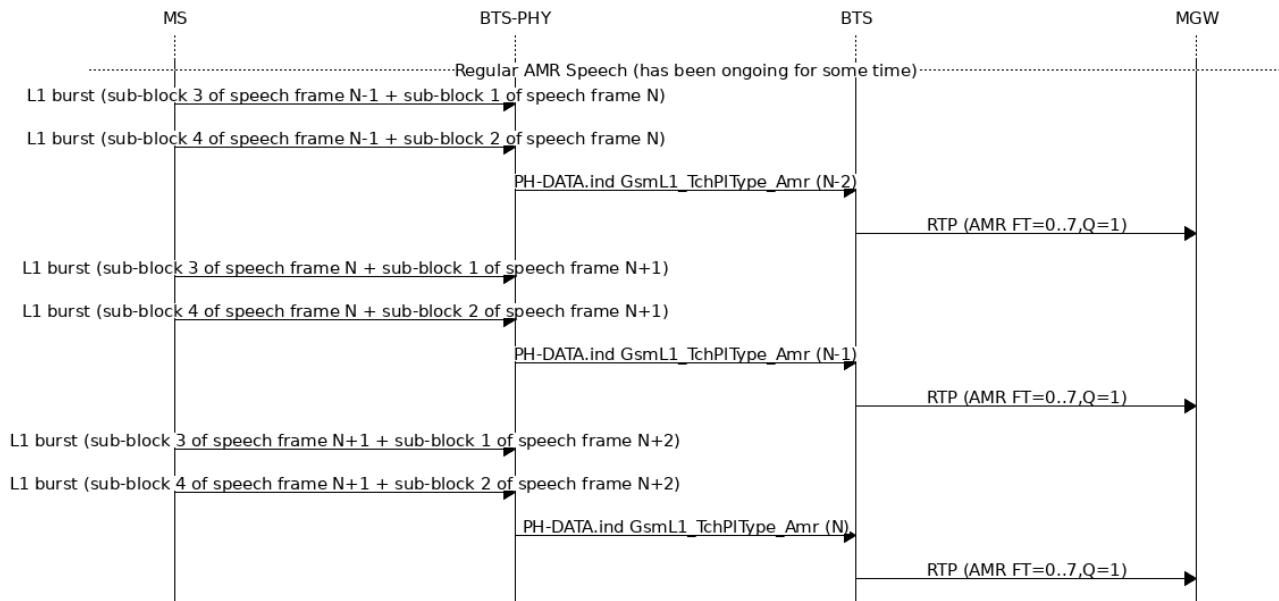 MS BTS-PHY BTS MGW
Regular AMR Speech (has been ongoing for some time)
L1 burst (sub-block 3 of speech frame N-1 + sub-block 1 of speech frame N)
L1 burst (sub-block 4 of speech frame N-1 + sub-block 2 of speech frame N)
PH-DATA.ind GsmL1_TchPlType_Amr (N-2)
RTP (AMR FT=0..7,Q=1)
L1 burst (sub-block 3 of speech frame N + sub-block 1 of speech frame N+1)
L1 burst (sub-block 4 of speech frame N + sub-block 2 of speech frame N+1)
PH-DATA.ind GsmL1_TchPlType_Amr (N-1)
RTP (AMR FT=0..7,Q=1)
L1 burst (sub-block 3 of speech frame N+1 + sub-block 1 of speech frame N+2)
L1 burst (sub-block 4 of speech frame N+1 + sub-block 2 of speech frame N+2)
PH-DATA.ind GsmL1_TchPlType_Amr (N)
RTP (AMR FT=0..7,Q=1)